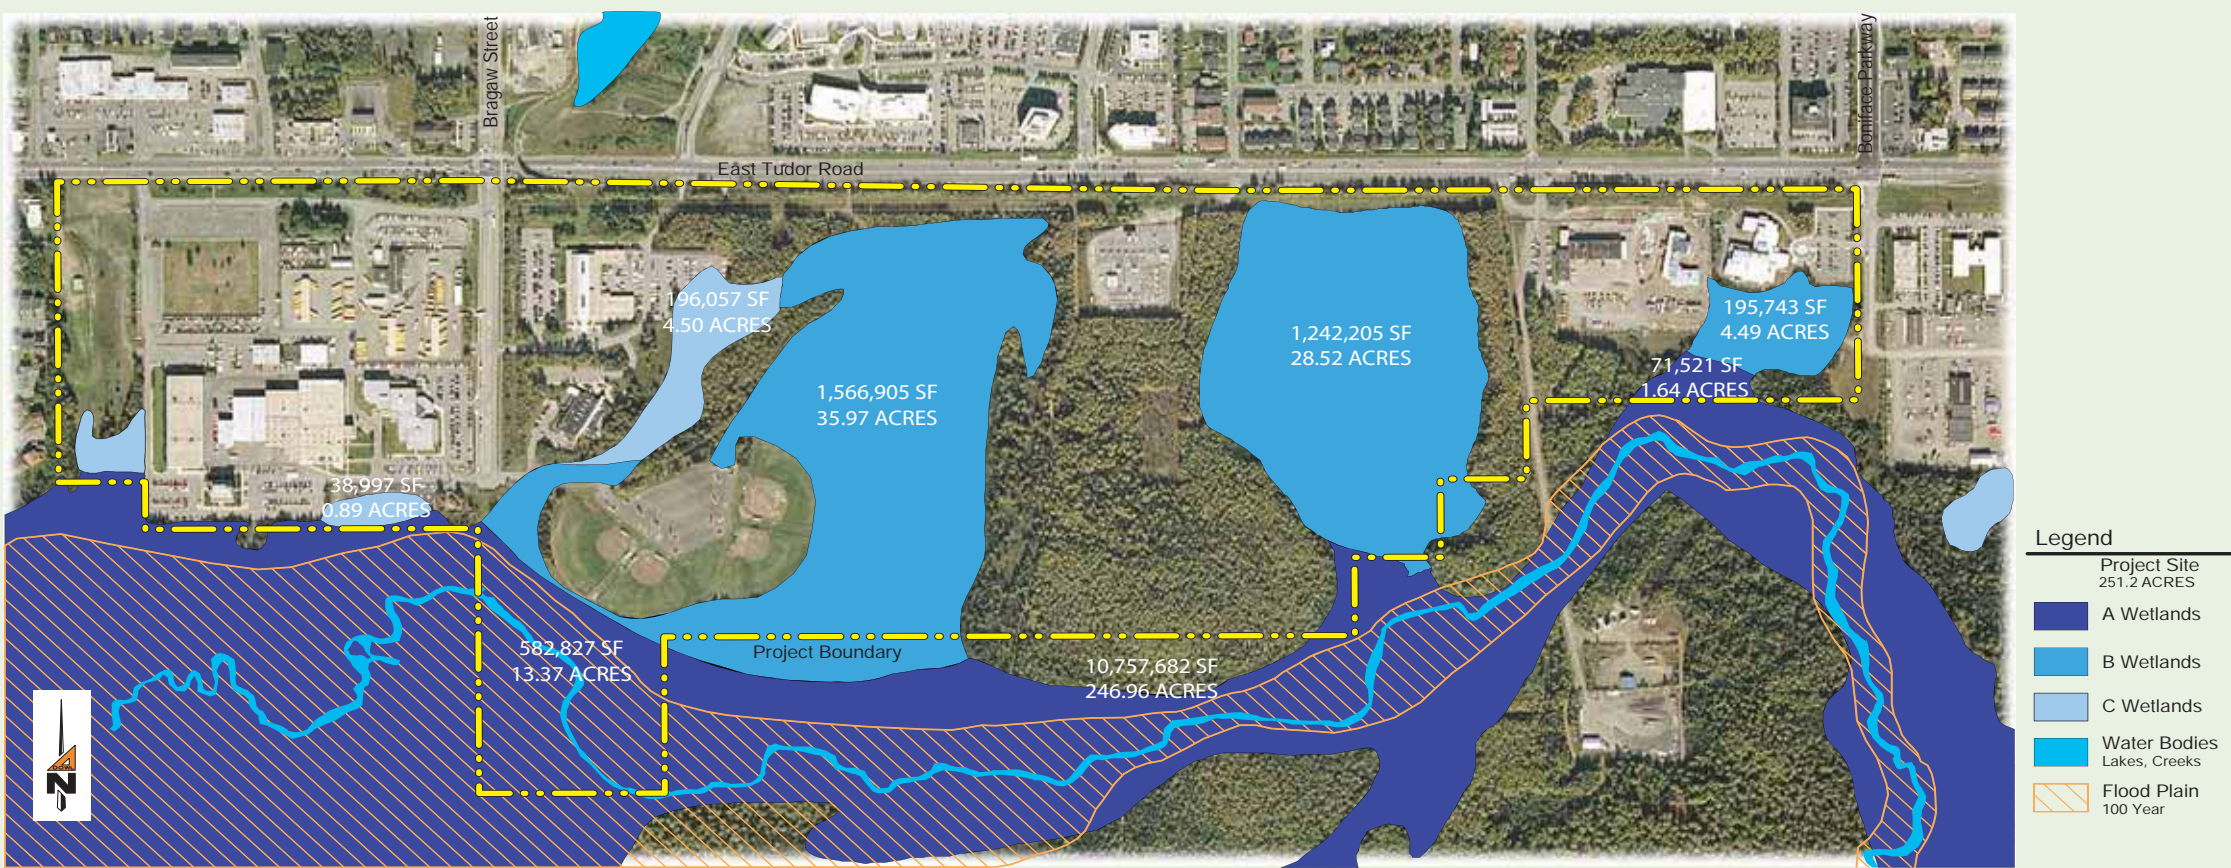 Bragaw Street
Boniface Parkway
East Tudor Road
196,057 SF
4.50 ACRES
1,566,905 SF
35.97 ACRES
1,242,205 SF
28.52 ACRES
195,743 SF
4.49 ACRES
71,521 SF
1.64 ACRES
38,997 SF
0.89 ACRES
582,827 SF
13.37 ACRES
Project Boundary
10,757,682 SF
246.96 ACRES
N
Legend
Project Site
251.2 ACRES
A Wetlands
B Wetlands
C Wetlands
Water Bodies
Lakes, Creeks
Flood Plain
100 Year